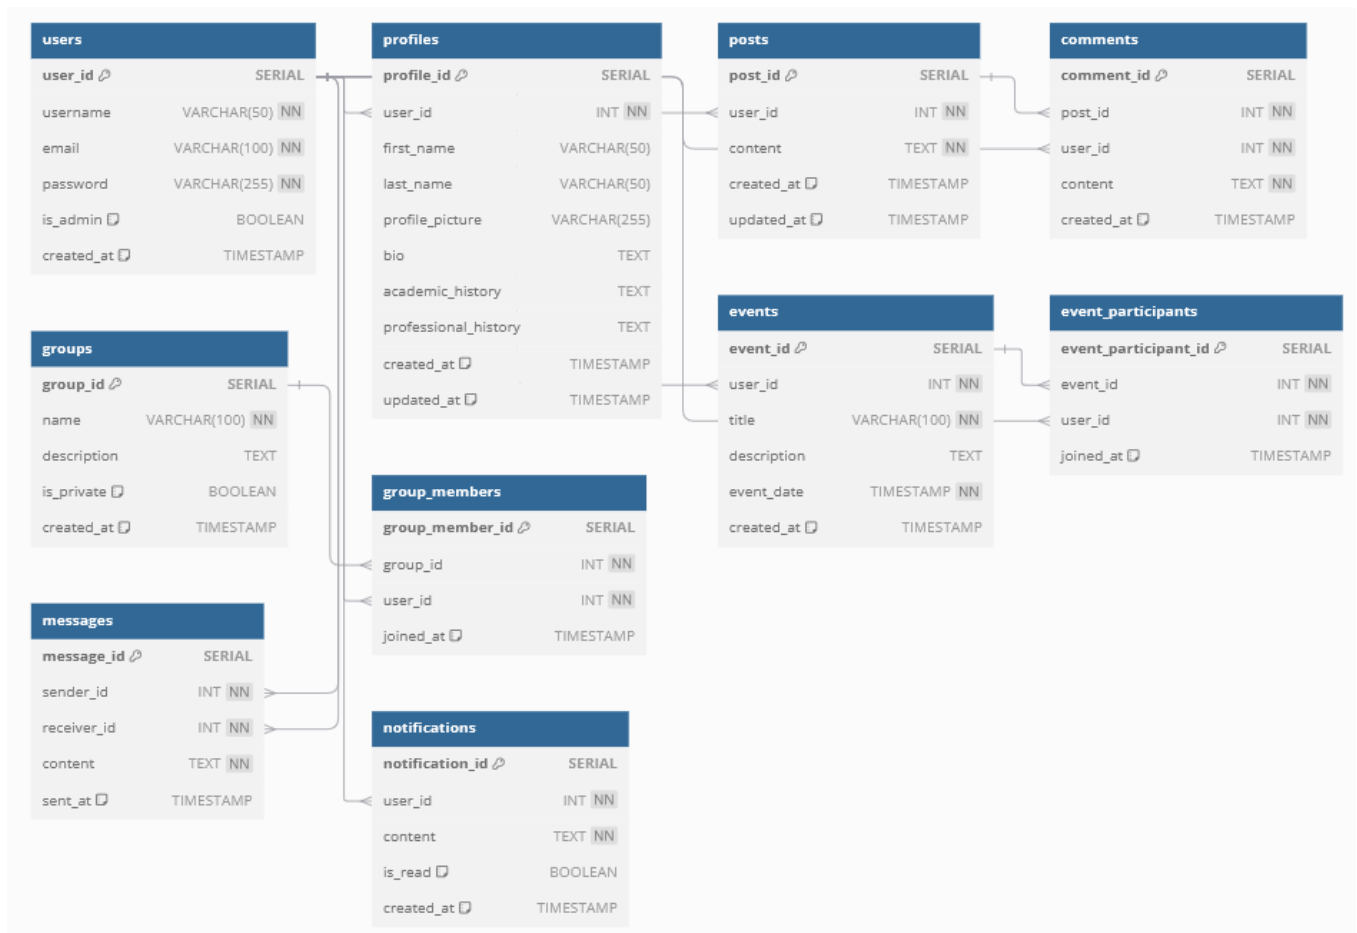 users
user_id SERIAL
username VARCHAR(50) NN
email VARCHAR(100) NN
password VARCHAR(255) NN
is_admin BOOLEAN
created_at TIMESTAMP
profiles
profile_id SERIAL
user_id INT NN
first_name VARCHAR(50)
last_name VARCHAR(50)
profile_picture VARCHAR(255)
bio TEXT
academic_history TEXT
professional_history TEXT
created_at TIMESTAMP
updated_at TIMESTAMP
posts
post_id SERIAL
user_id INT NN
content TEXT NN
created_at TIMESTAMP
updated_at TIMESTAMP
comments
comment_id SERIAL
post_id INT NN
user_id INT NN
content TEXT NN
created_at TIMESTAMP
groups
group_id SERIAL
name VARCHAR(100) NN
description TEXT
is_private BOOLEAN
created_at TIMESTAMP
events
event_id SERIAL
user_id INT NN
title VARCHAR(100) NN
description TEXT
event_date TIMESTAMP NN
created_at TIMESTAMP
event_participants
event_participant_id SERIAL
event_id INT NN
user_id INT NN
joined_at TIMESTAMP
group_members
group_member_id SERIAL
group_id INT NN
user_id INT NN
joined_at TIMESTAMP
messages
message_id SERIAL
sender_id INT NN
receiver_id INT NN
content TEXT NN
sent_at TIMESTAMP
notifications
notification_id SERIAL
user_id INT NN
content TEXT NN
is_read BOOLEAN
created_at TIMESTAMP